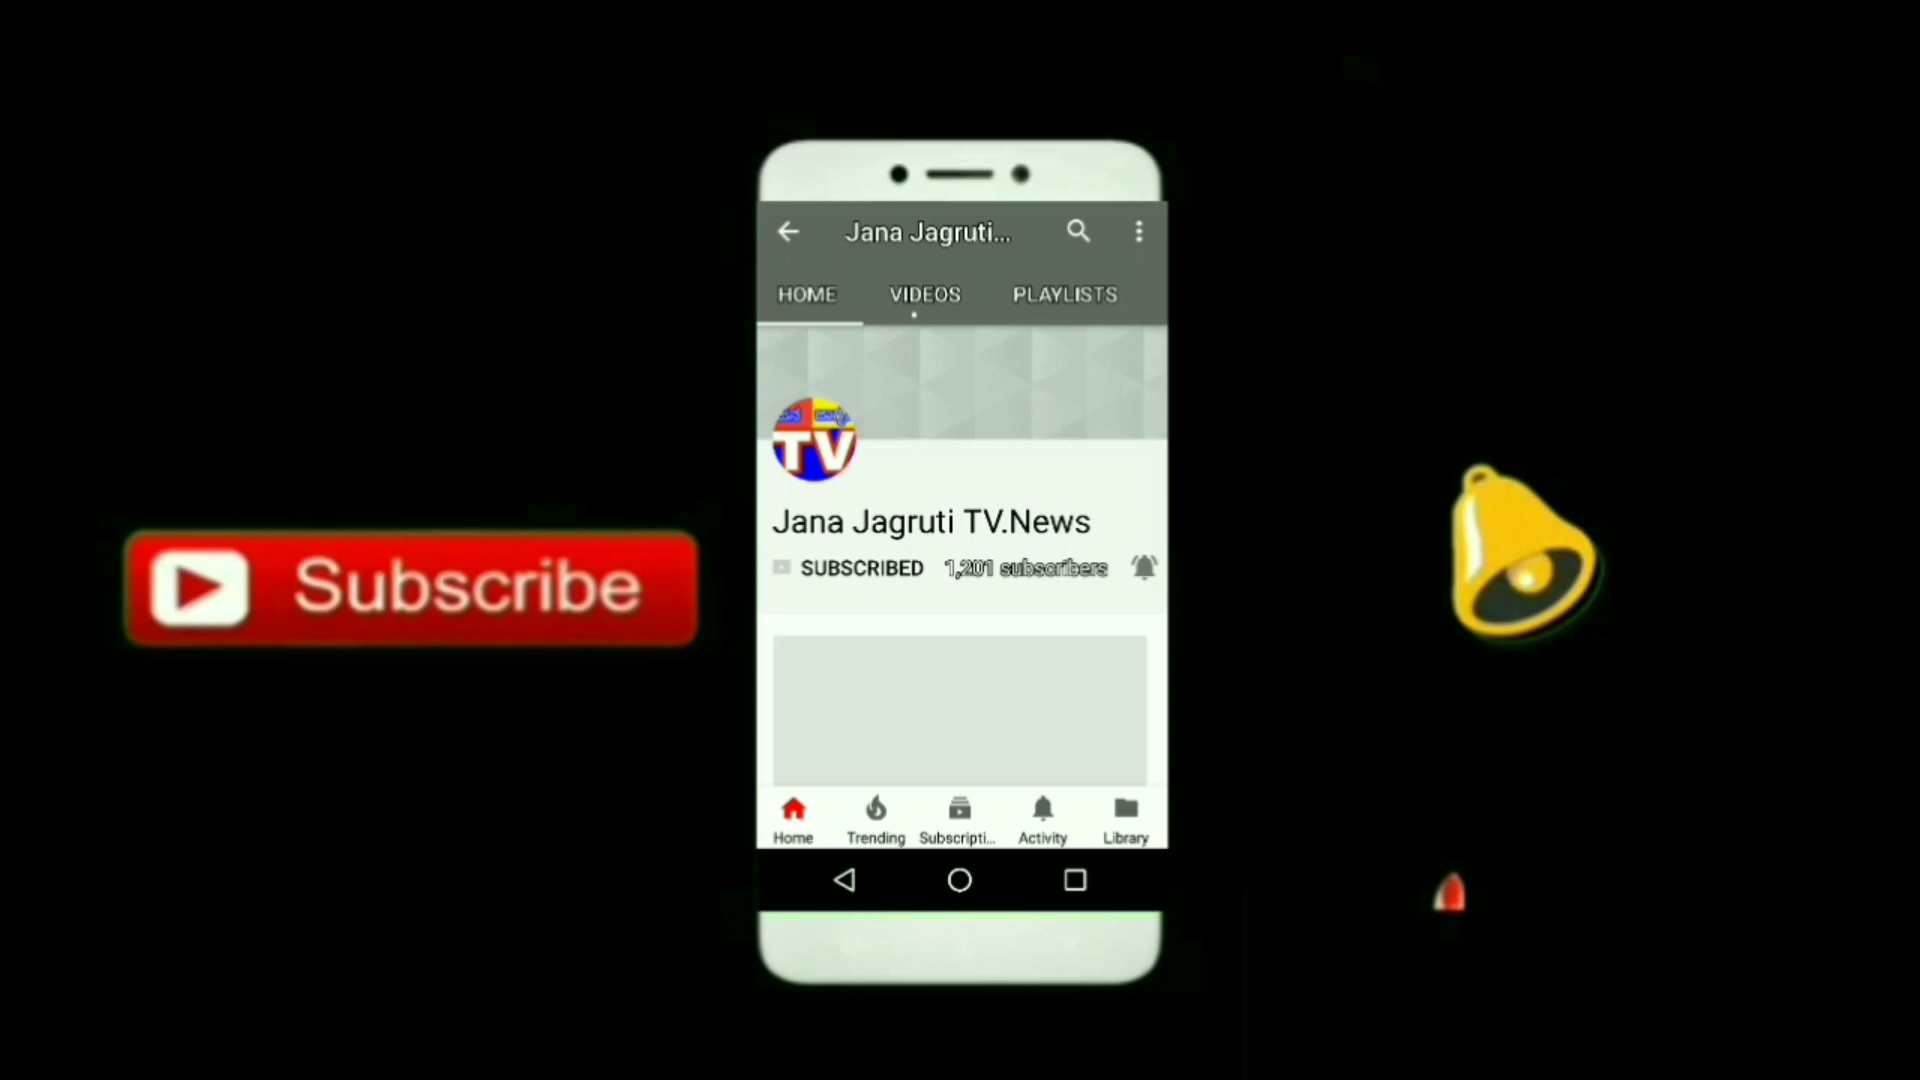 Jana Jagruti...
HOME VIDEOS PLAYLISTS
TV
Jana Jagruti TV.News
SUBSCRIBED 1,201 subscribers
Subscribe
Home Trending Subscripti... Activity Library